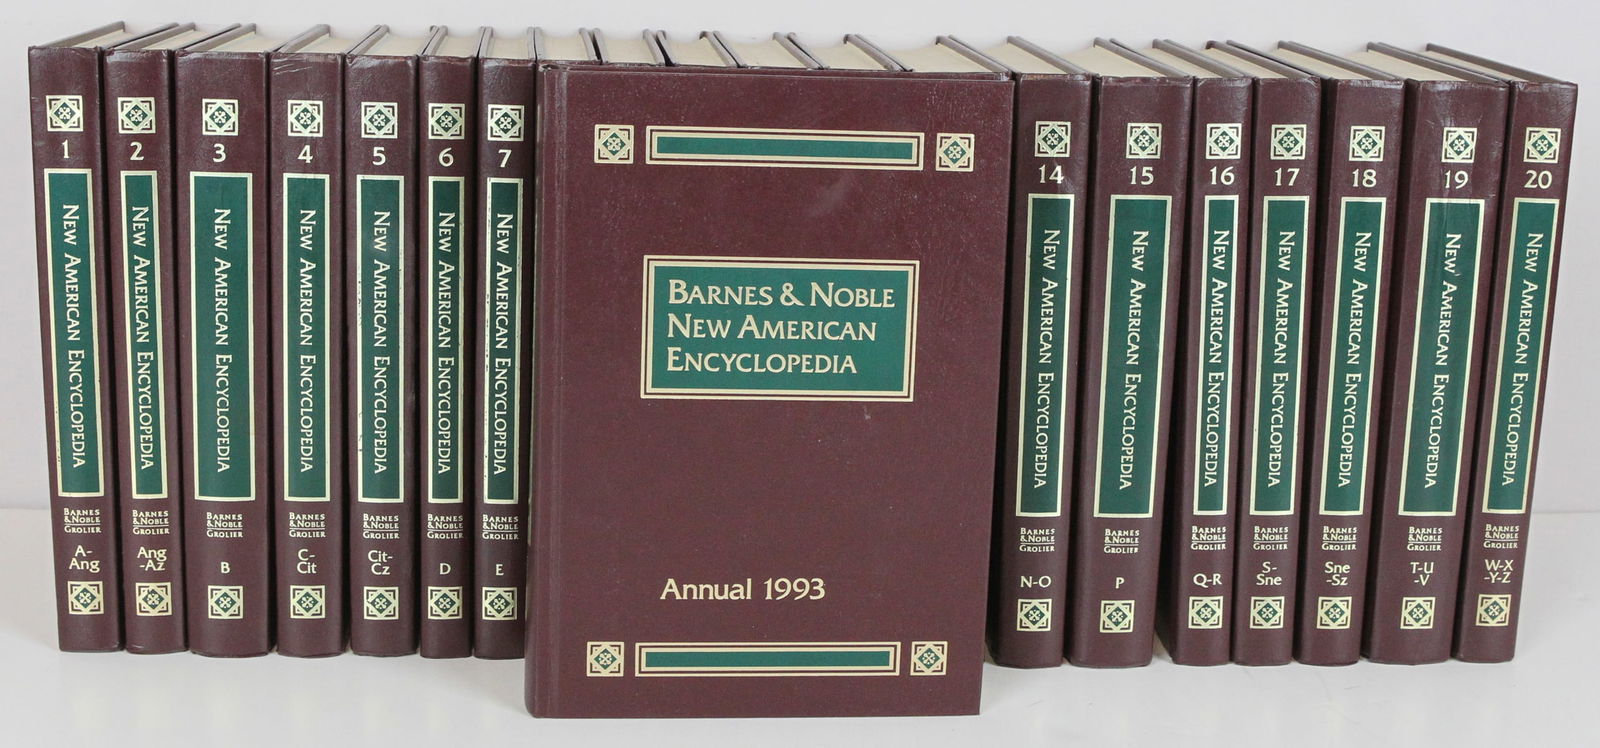 1
NEW AMERICAN ENCYCLOPEDIA
BARNES
& NOBLE
GROLIER
A-
Ang
2
NEW AMERICAN ENCYCLOPEDIA
BARNES
& NOBLE
GROLIER
Ang
-Az
3
NEW AMERICAN ENCYCLOPEDIA
BARNES
& NOBLE
GROLIER
B
4
NEW AMERICAN ENCYCLOPEDIA
BARNES
& NOBLE
GROLIER
C-
Cit
5
NEW AMERICAN ENCYCLOPEDIA
BARNES
& NOBLE
GROLIER
Cit-
Cz
6
NEW AMERICAN ENCYCLOPEDIA
BARNES
& NOBLE
GROLIER
D
7
NEW AMERICAN ENCYCLOPEDIA
BARNES
& NOBLE
GROLIER
E
BARNES & NOBLE
NEW AMERICAN
ENCYCLOPEDIA
Annual 1993
14
NEW AMERICAN ENCYCLOPEDIA
BARNES
& NOBLE
GROLIER
N-O
15
NEW AMERICAN ENCYCLOPEDIA
BARNES
& NOBLE
GROLIER
P
16
NEW AMERICAN ENCYCLOPEDIA
BARNES
& NOBLE
GROLIER
Q-R
17
NEW AMERICAN ENCYCLOPEDIA
BARNES
& NOBLE
GROLIER
S-
Sne
18
NEW AMERICAN ENCYCLOPEDIA
BARNES
& NOBLE
GROLIER
Sne
-Sz
19
NEW AMERICAN ENCYCLOPEDIA
BARNES
& NOBLE
GROLIER
T-U
-V
20
NEW AMERICAN ENCYCLOPEDIA
BARNES
& NOBLE
GROLIER
W-X
-Y-Z